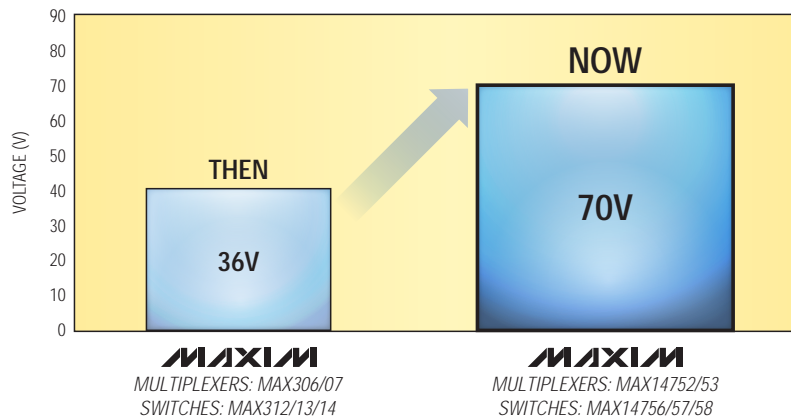 90
80
70
60
50
40
30
20
10
0
VOLTAGE (V)
THEN
36V
NOW
70V
MAXIM
MULTIPLEXERS: MAX306/07
SWITCHES: MAX312/13/14
MAXIM
MULTIPLEXERS: MAX14752/53
SWITCHES: MAX14756/57/58